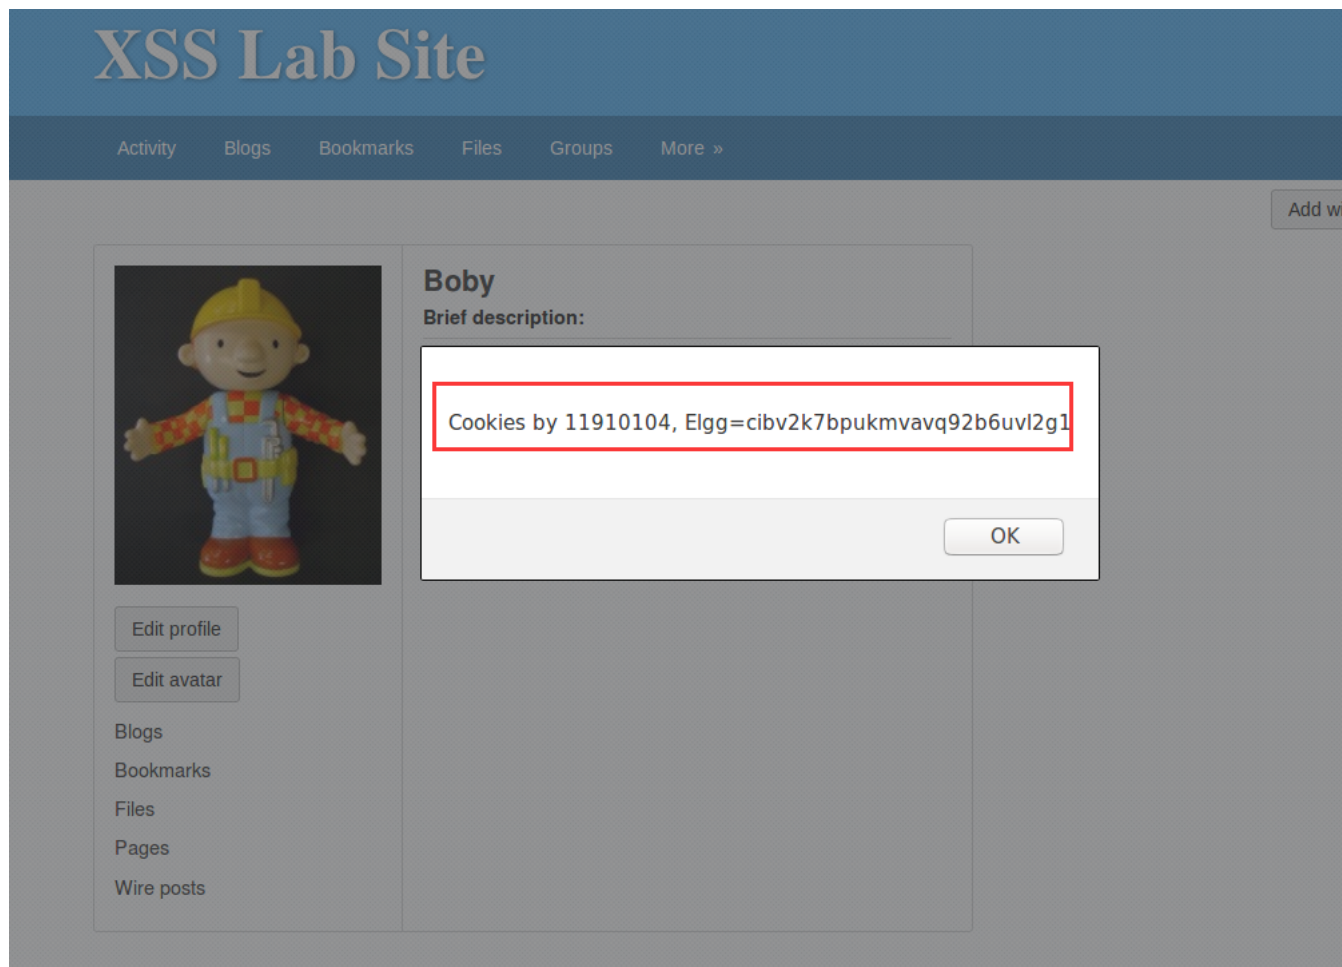 XSS Lab Site
Activity Blogs Bookmarks Files Groups More »
Add
Boby
Brief description:
Cookies by 11910104, Elgg=cibv2k7bpukmvavq92b6uvl2g1
OK
Edit profile
Edit avatar
Blogs
Bookmarks
Files
Pages
Wire posts